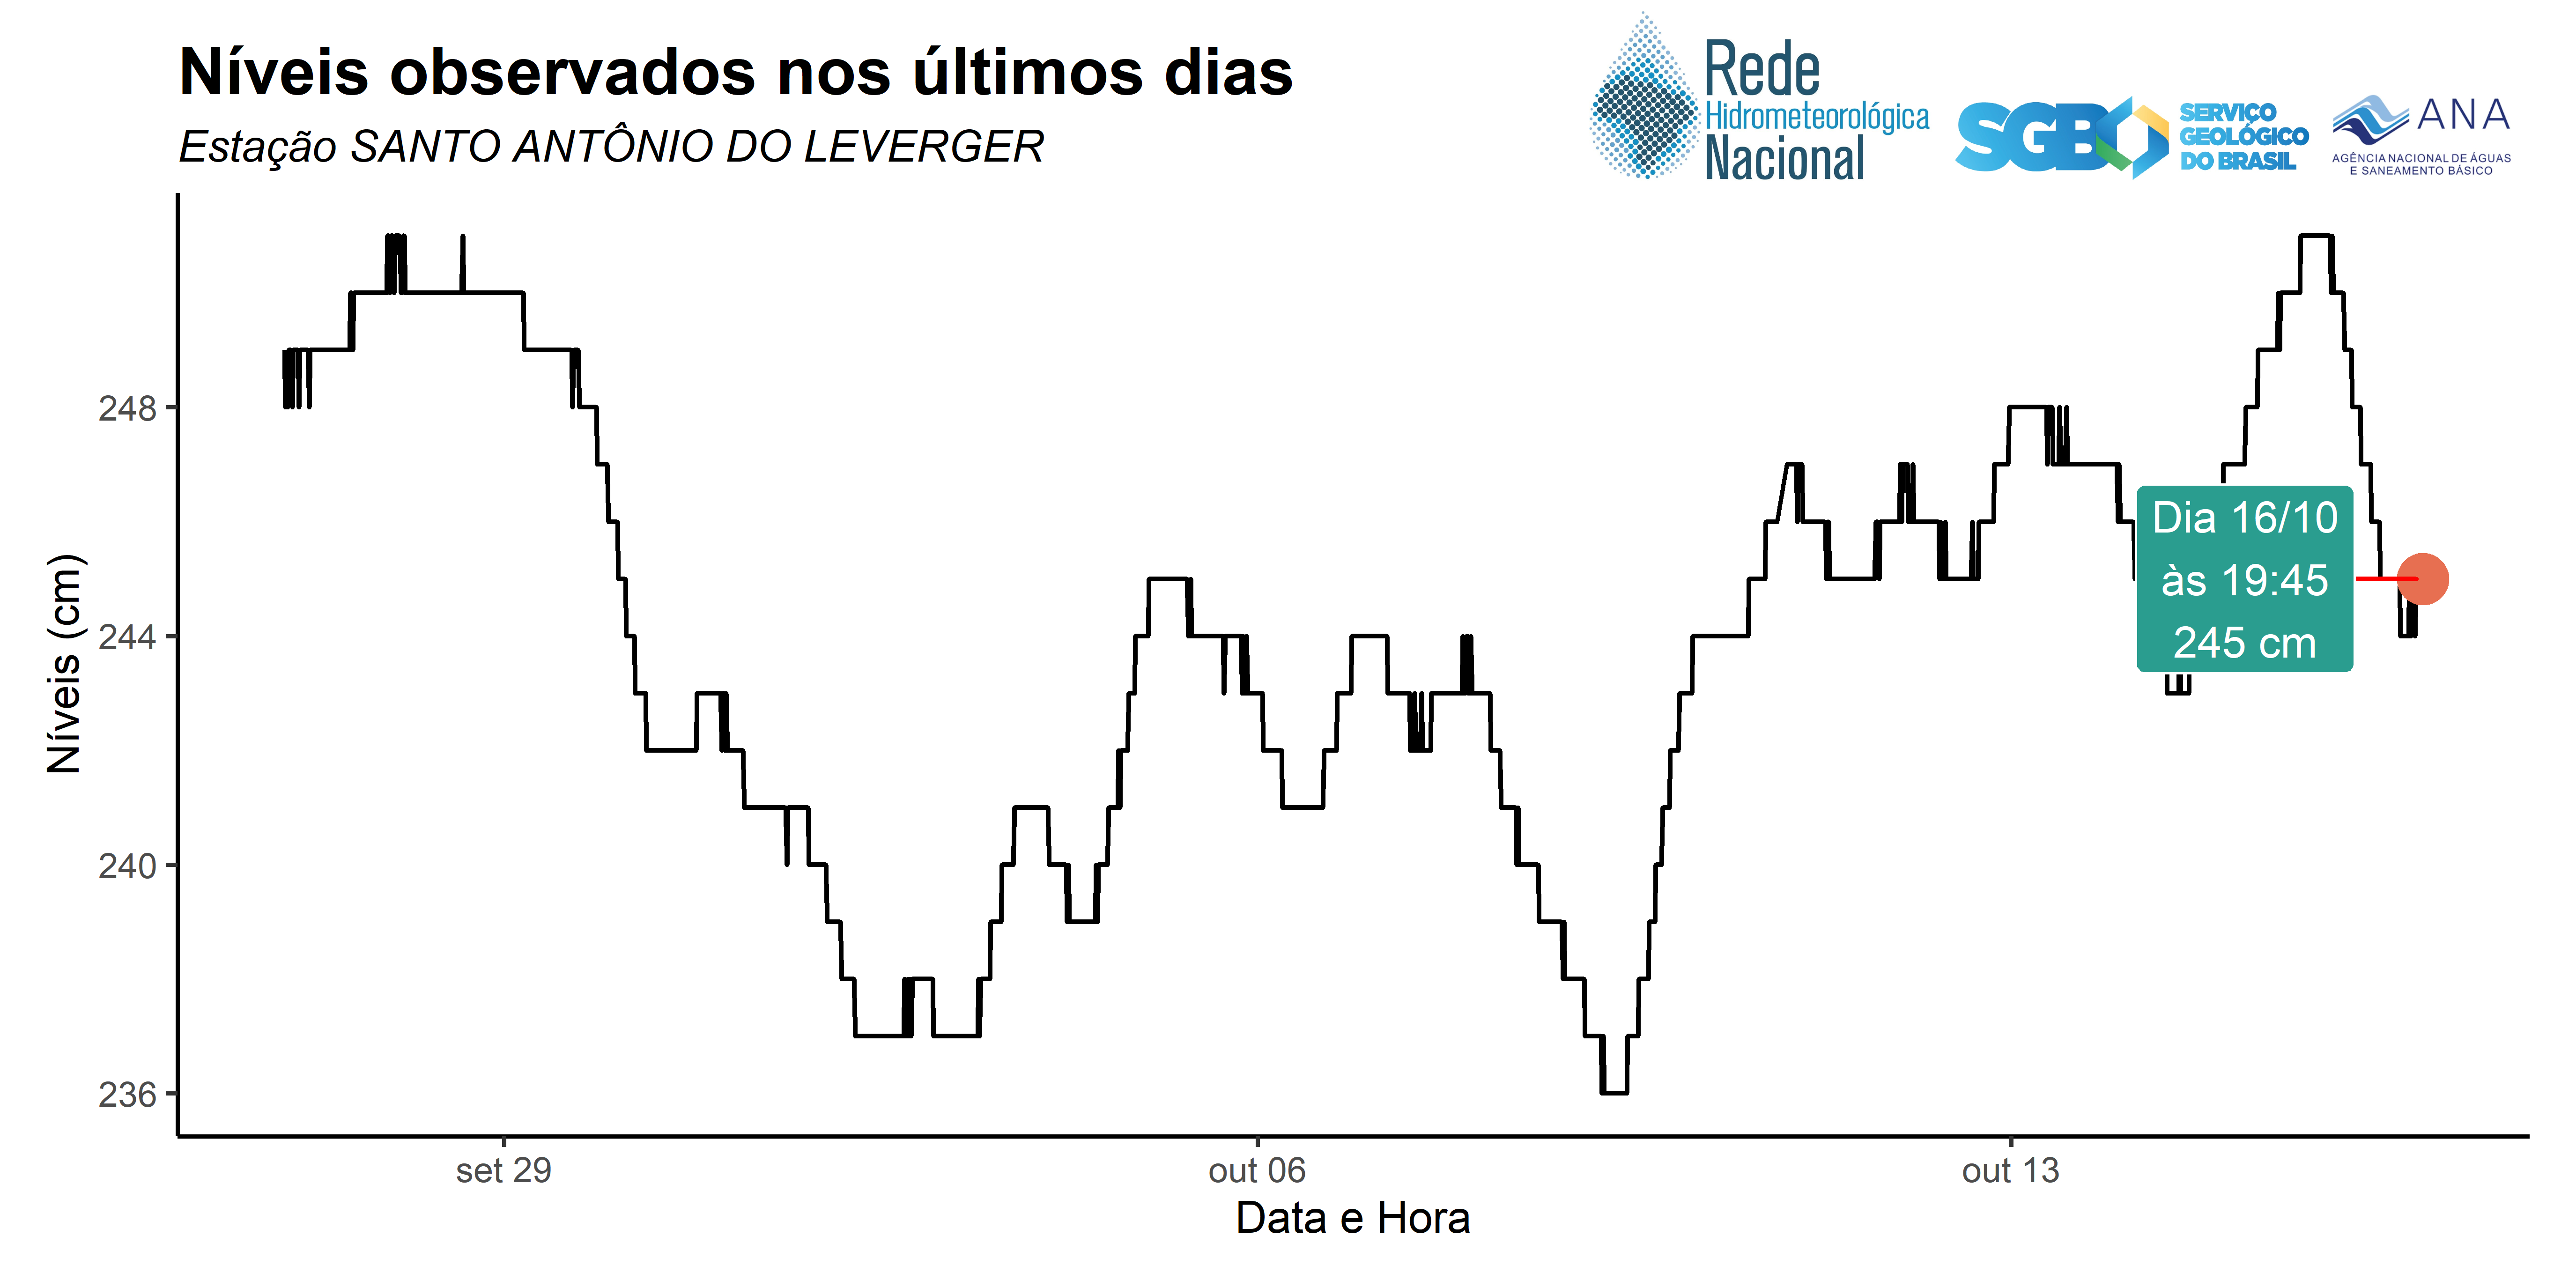 Níveis observados nos últimos dias
Estação SANTO ANTÔNIO DO LEVERGER
Rede
Hidrometeorológica
Nacional
SGB
SERVIÇO
GEOLÓGICO
DO BRASIL
ANA
AGÊNCIA NACIONAL DE ÁGUAS
E SANEAMENTO BÁSICO
Níveis (cm)
248
244
240
236
Dia 16/10
às 19:45
245 cm
set 29
out 06
out 13
Data e Hora